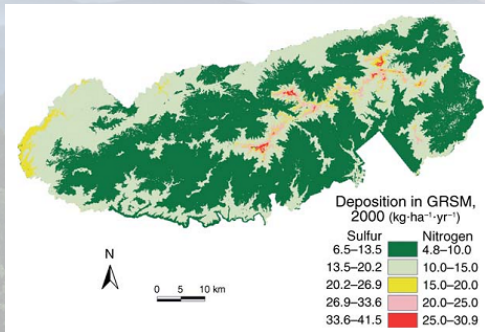 Deposition in GRSM,
2000 (kg·ha⁻¹·yr⁻¹)
Sulfur Nitrogen
6.5–13.5 4.8–10.0
13.5–20.2 10.0–15.0
20.2–26.9 15.0–20.0
26.9–33.6 20.0–25.0
33.6–41.5 25.0–30.9
N
0 5 10 km